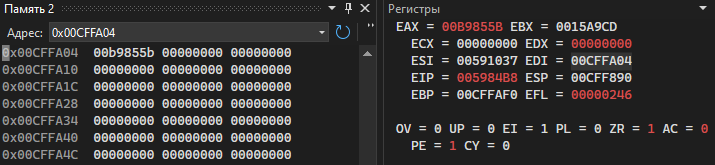 Память 2
Адрес: 0x00CFFA04
0x00CFFA04 00b9855b 00000000 00000000
0x00CFFA10 00000000 00000000 00000000
0x00CFFA1C 00000000 00000000 00000000
0x00CFFA28 00000000 00000000 00000000
0x00CFFA34 00000000 00000000 00000000
0x00CFFA40 00000000 00000000 00000000
0x00CFFA4C 00000000 00000000 00000000
Регистры
EAX = 00B9855B EBX = 0015A9CD
ECX = 00000000 EDX = 00000000
ESI = 00591037 EDI = 00CFFA04
EIP = 005984B8 ESP = 00CFF890
EBP = 00CFFAF0 EFL = 00000246
OV = 0 UP = 0 EI = 1 PL = 0 ZR = 1 AC = 0
PE = 1 CY = 0